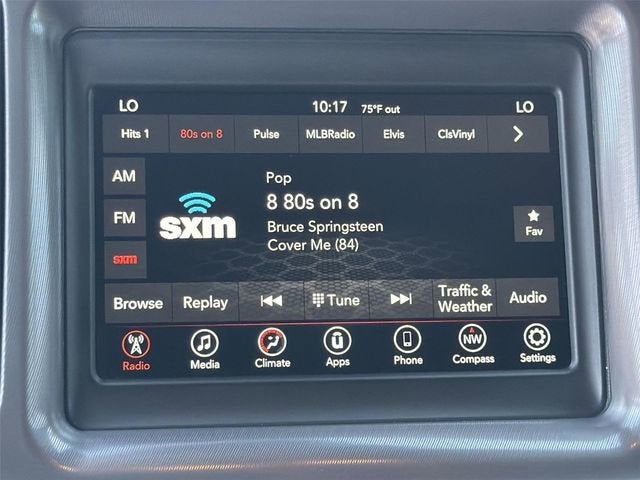 LO 10:17 75°F out LO
Hits 1 80s on 8 Pulse MLBRadio Elvis ClsVinyl
AM
FM
sxm
sxm
Pop
8 80s on 8
Bruce Springsteen
Cover Me (84)
Fav
Browse Replay Tune Traffic & Weather Audio
Radio Media Climate Apps Phone NW Compass Settings